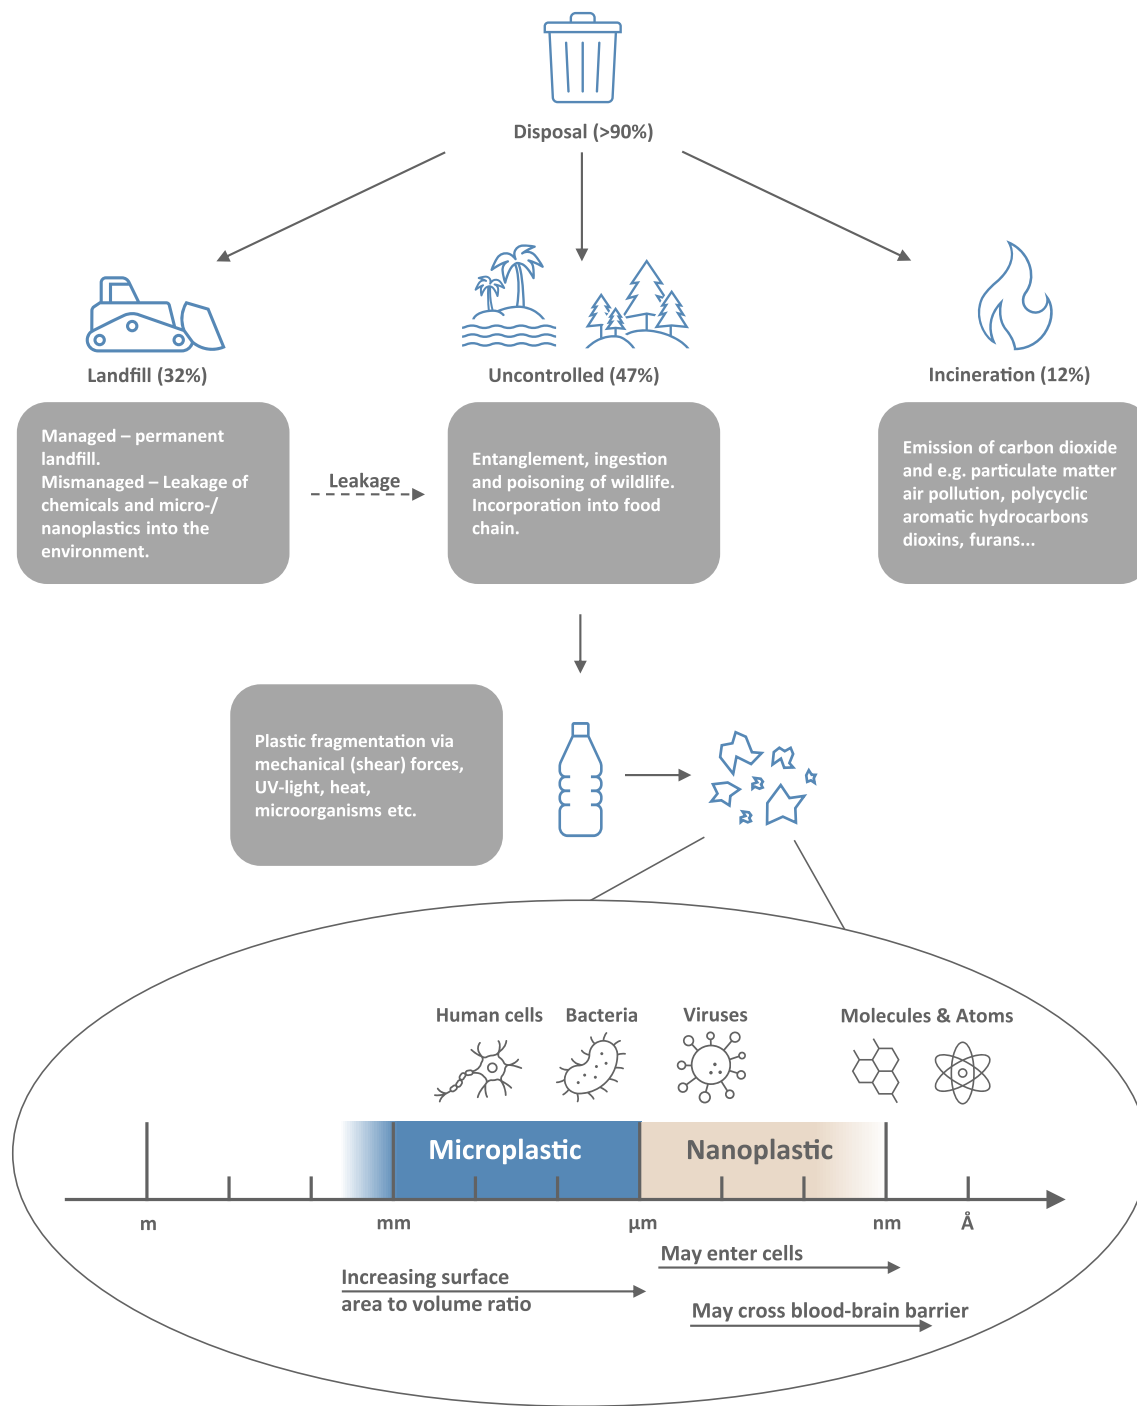 Disposal (>90%)
Landfill (32%)
Uncontrolled (47%)
Incineration (12%)
Managed – permanent
landfill.
Mismanaged – Leakage of
chemicals and micro-/
nanoplastics into the
environment.
Leakage
Entanglement, ingestion
and poisoning of wildlife.
Incorporation into food
chain.
Emission of carbon dioxide
and e.g. particulate matter
air pollution, polycyclic
aromatic hydrocarbons
dioxins, furans...
Plastic fragmentation via
mechanical (shear) forces,
UV-light, heat,
microorganisms etc.
Human cells
Bacteria
Viruses
Molecules & Atoms
Microplastic
Nanoplastic
m
mm
μm
nm
Å
Increasing surface
area to volume ratio
May enter cells
May cross blood-brain barrier